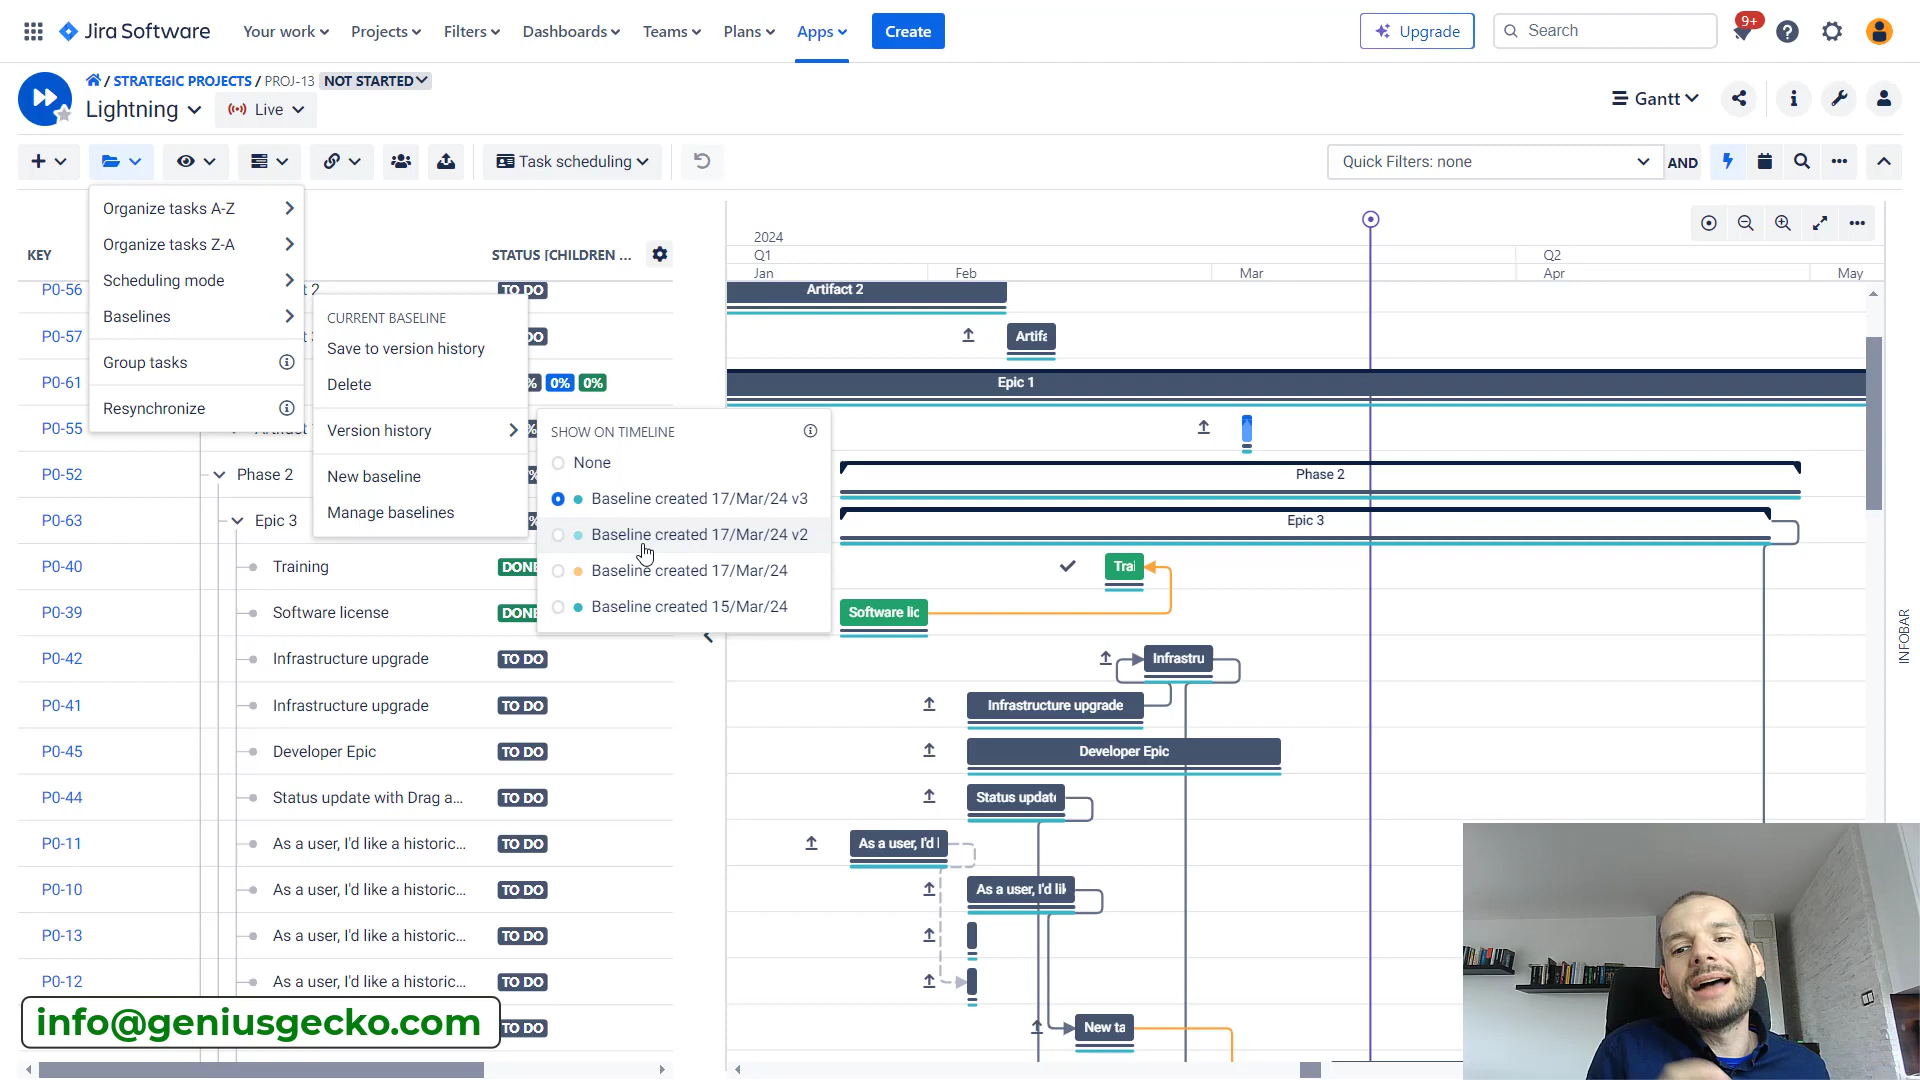 Jira Software
Your work
Projects
Filters
Dashboards
Teams
Plans
Apps
Create
Upgrade
Search
9+
/ STRATEGIC PROJECTS / PROJ-13 NOT STARTED
Lightning
Live
Gantt
Task scheduling
Quick Filters: none
AND
Organize tasks A-Z
Organize tasks Z-A
Scheduling mode
Baselines
Group tasks
Resynchronize
CURRENT BASELINE
Save to version history
Delete
Version history
New baseline
Manage baselines
SHOW ON TIMELINE
None
Baseline created 17/Mar/24 v3
Baseline created 17/Mar/24 v2
Baseline created 17/Mar/24
Baseline created 15/Mar/24
KEY
STATUS [CHILDREN ...
2024
Q1
Q2
Jan
Feb
Mar
Apr
May
P0-56
TO DO
Artifact 2
P0-57
Artifa
P0-61
0%
0%
Epic 1
P0-55
P0-52
Phase 2
Phase 2
P0-63
Epic 3
Epic 3
P0-40
Training
DONE
Trai
P0-39
Software license
DONE
Software lic
P0-42
Infrastructure upgrade
TO DO
Infrastru
P0-41
Infrastructure upgrade
TO DO
Infrastructure upgrade
P0-45
Developer Epic
TO DO
Developer Epic
P0-44
Status update with Drag a...
TO DO
Status update
P0-11
As a user, I'd like a historic...
TO DO
As a user, I'd l
P0-10
As a user, I'd like a historic...
TO DO
As a user, I'd lik
P0-13
As a user, I'd like a historic...
TO DO
P0-12
As a user, I'd like a historic...
TO DO
TO DO
New ta
INFOBAR
info@geniusgecko.com